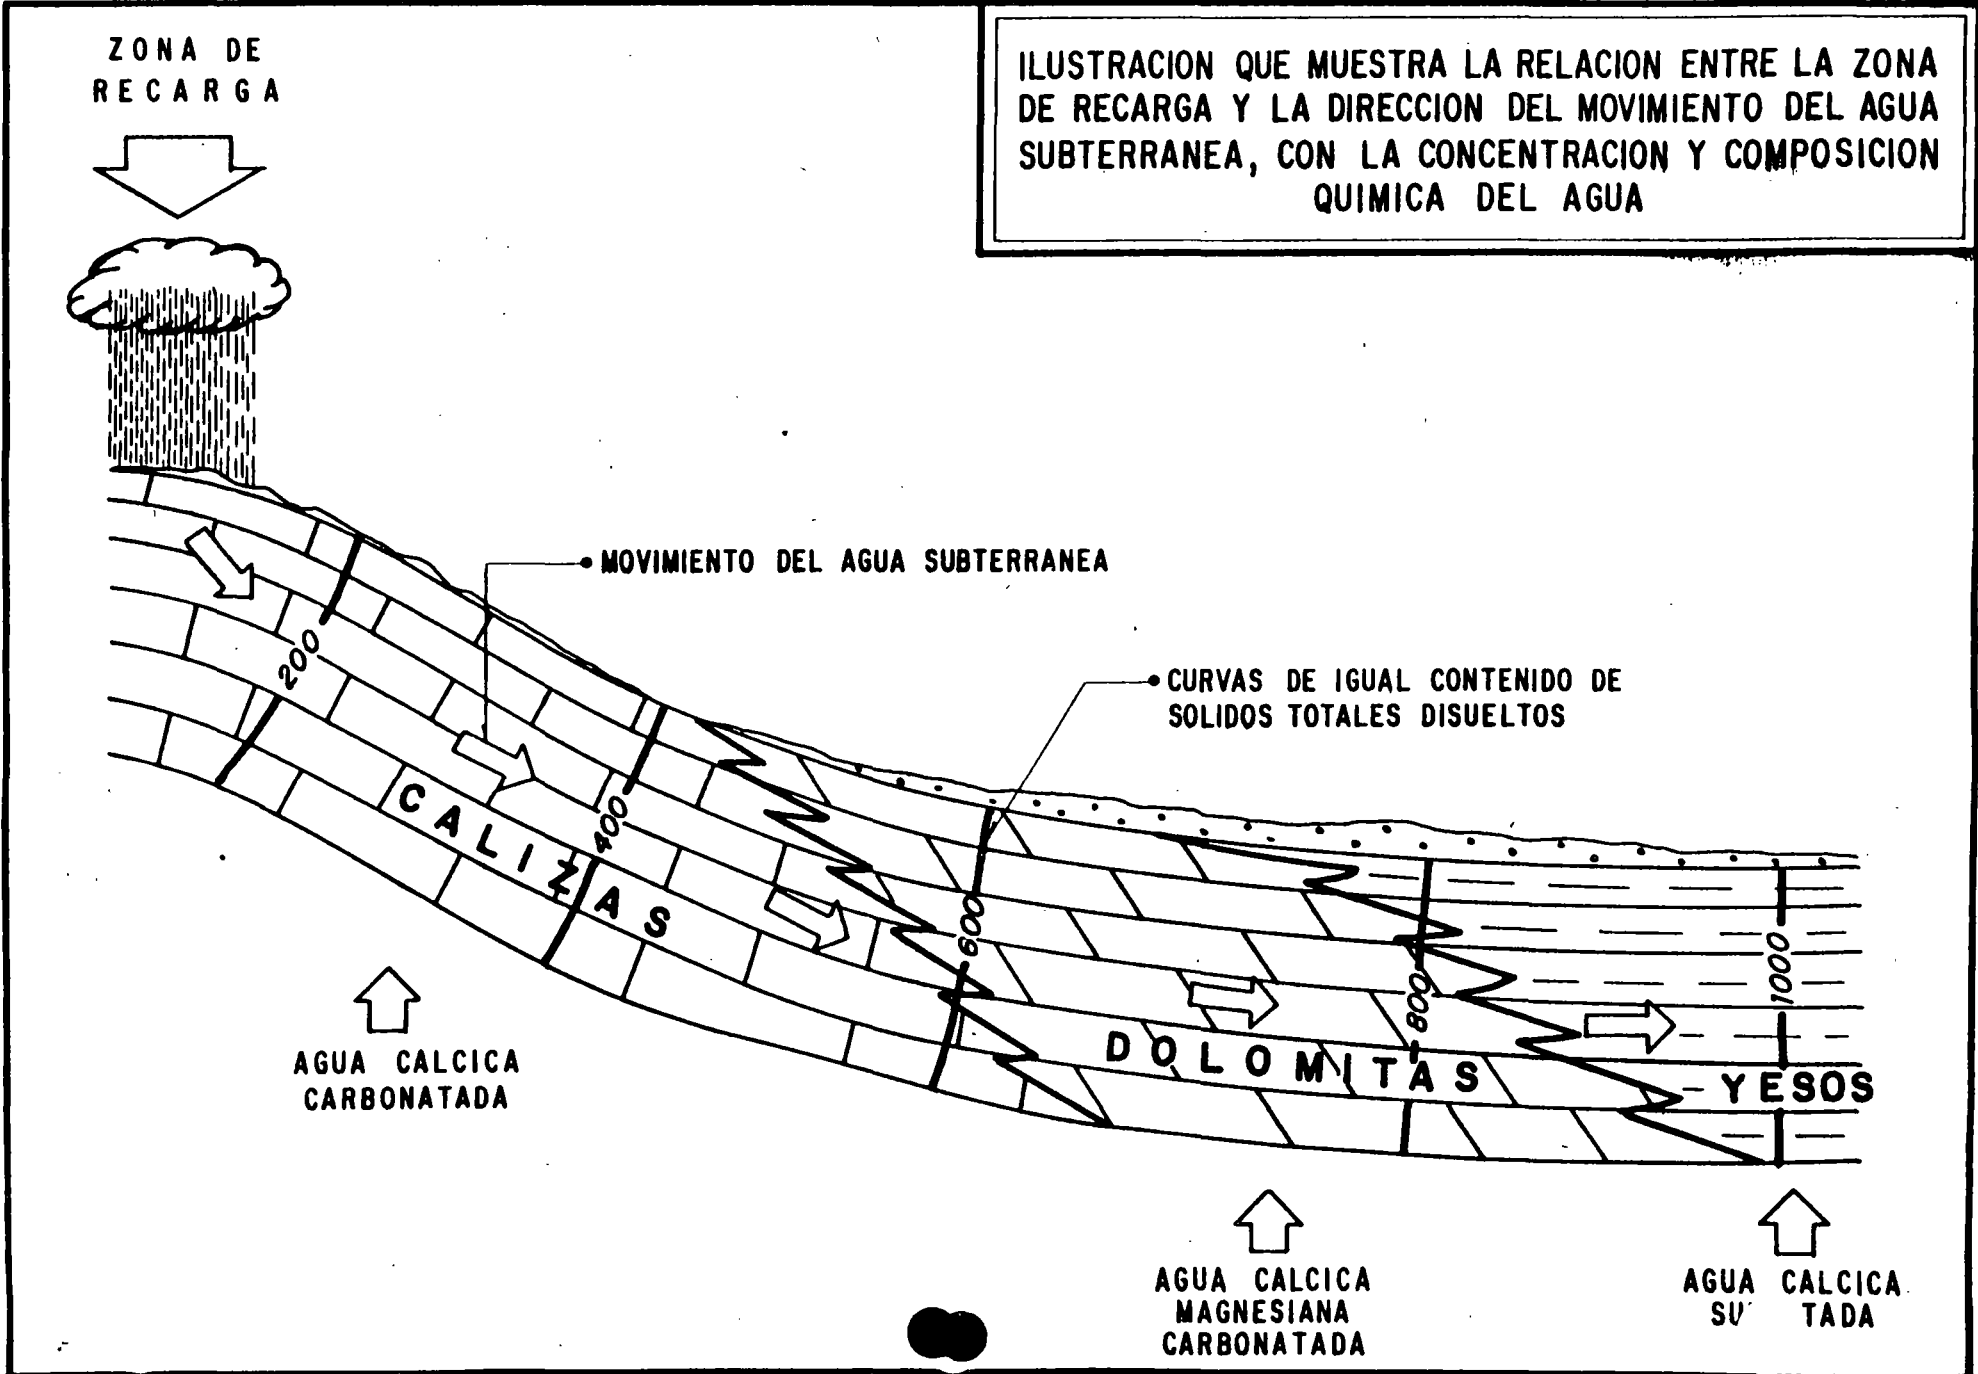 ZONA DE
RECARGA
ILUSTRACION QUE MUESTRA LA RELACION ENTRE LA ZONA
DE RECARGA Y LA DIRECCION DEL MOVIMIENTO DEL AGUA
SUBTERRANEA, CON LA CONCENTRACION Y COMPOSICION
QUIMICA DEL AGUA
MOVIMIENTO DEL AGUA SUBTERRANEA
CURVAS DE IGUAL CONTENIDO DE
SOLIDOS TOTALES DISUELTOS
200
400
600
800
1000
CALIZAS
DOLOMITAS
YESOS
AGUA CALCICA
CARBONATADA
AGUA CALCICA
MAGNESIANA
CARBONATADA
AGUA CALCICA